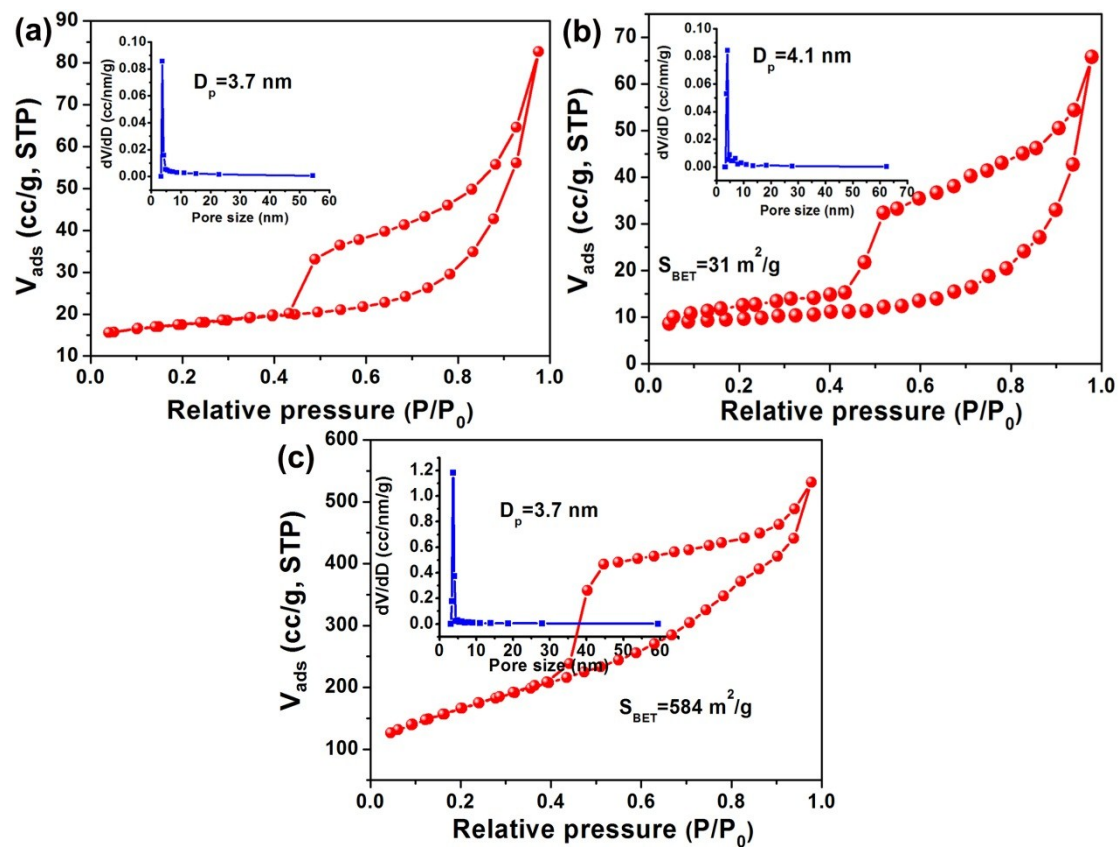 (a)
90
80
70
60
50
40
30
20
10
V_ads (cc/g, STP)
0.0 0.2 0.4 0.6 0.8 1.0
Relative pressure (P/P_0)
0.10
0.08
0.06
0.04
0.02
0.00
dV/dD (cc/nm/g)
D_p=3.7 nm
0 10 20 30 40 50 60
Pore size (nm)
(b)
70
60
50
40
30
20
10
0
V_ads (cc/g, STP)
0.0 0.2 0.4 0.6 0.8 1.0
Relative pressure (P/P_0)
0.10
0.08
0.06
0.04
0.02
0.00
dV/dD (cc/nm/g)
D_p=4.1 nm
0 10 20 30 40 50 60 70
Pore size (nm)
S_BET=31 m²/g
(c)
600
500
400
300
200
100
V_ads (cc/g, STP)
0.0 0.2 0.4 0.6 0.8 1.0
Relative pressure (P/P_0)
1.2
1.0
0.8
0.6
0.4
0.2
0.0
dV/dD (cc/nm/g)
D_p=3.7 nm
0 10 20 30 40 50 60
Pore size (nm)
S_BET=584 m²/g